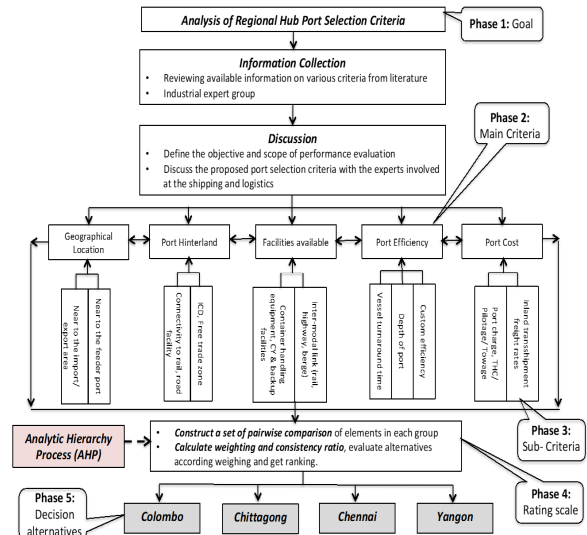 Analysis of Regional Hub Port Selection Criteria
Phase 1: Goal
Information Collection
• Reviewing available information on various criteria from literature
• Industrial expert group
Phase 2:
Main Criteria
Discussion
• Define the objective and scope of performance evaluation
• Discuss the proposed port selection criteria with the experts involved
at the shipping and logistics
Geographical
Location
Port Hinterland
Facilities available
Port Efficiency
Port Cost
Near to the feeder port
Near to the import/
export area
ICD, Free trade zone
Connectivity to rail, road
facility
Inter-modal link (rail,
highway, berge)
Container handling
equipment, CY & backup
facilities
Custom efficiency
Depth of port
Vessel turnaround time
Inland transshipment
freight rates
Port charge, THC/
Pilotage/ Towage
Phase 3:
Sub- Criteria
Analytic Hierarchy
Process (AHP)
• Construct a set of pairwise comparison of elements in each group
• Calculate weighting and consistency ratio, evaluate alternatives
according weighing and get ranking.
Phase 4:
Rating scale
Phase 5:
Decision
alternatives
Colombo
Chittagong
Chennai
Yangon